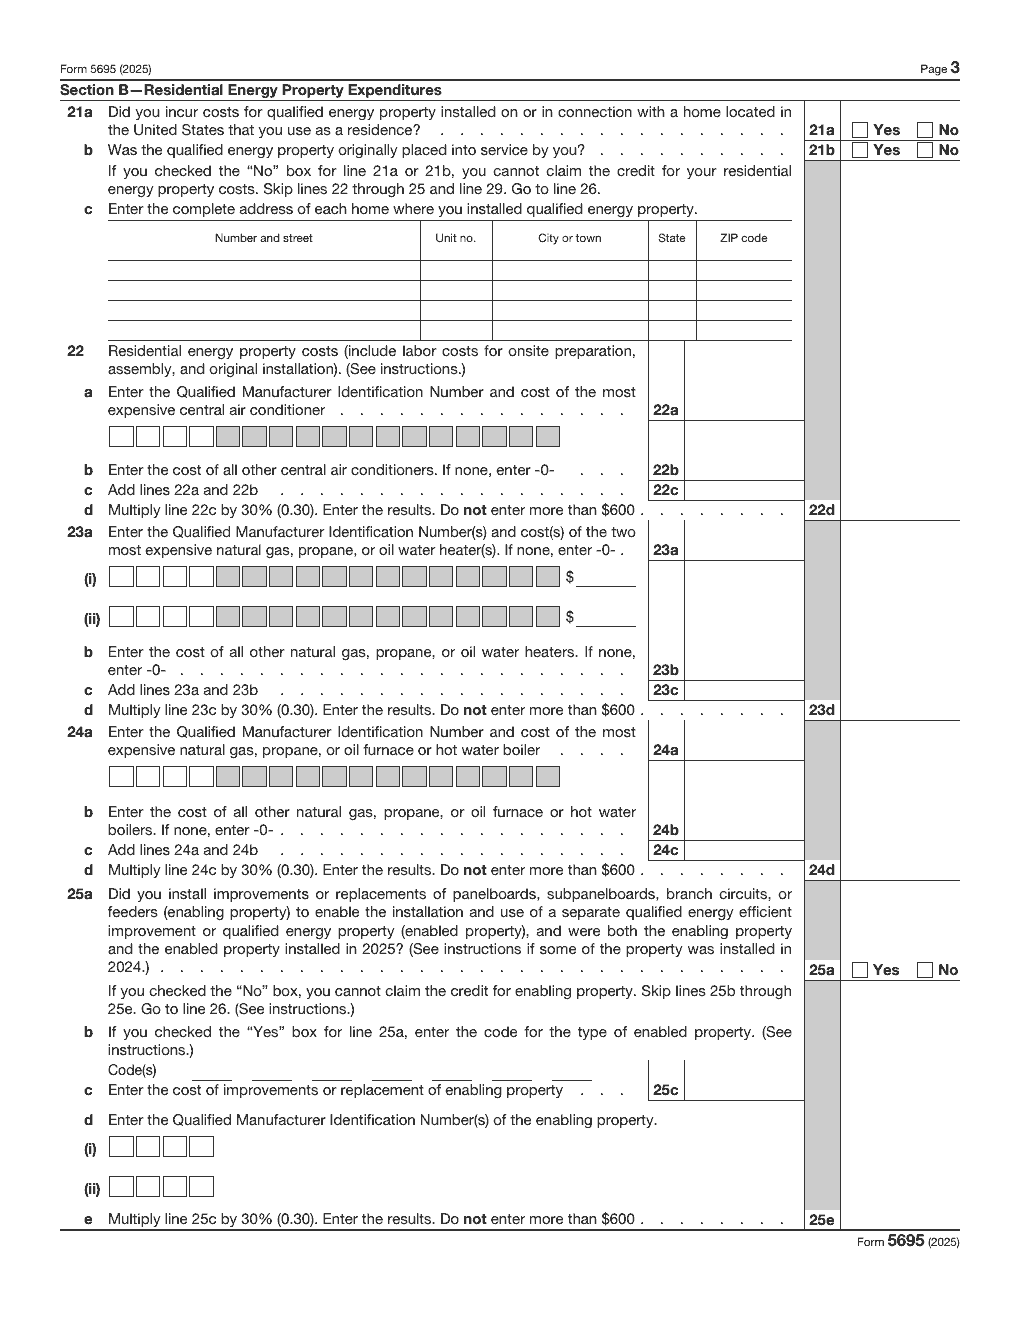 Form 5695 (2025) Page 3
Section B—Residential Energy Property Expenditures
21a Did you incur costs for qualified energy property installed on or in connection with a home located in
the United States that you use as a residence? . . . . . . . . . . . . . . . . 21a Yes No
b Was the qualified energy property originally placed into service by you? . . . . . . . . . . 21b Yes No
If you checked the “No” box for line 21a or 21b, you cannot claim the credit for your residential
energy property costs. Skip lines 22 through 25 and line 29. Go to line 26.
c Enter the complete address of each home where you installed qualified energy property.
Number and street Unit no. City or town State ZIP code
22 Residential energy property costs (include labor costs for onsite preparation,
assembly, and original installation). (See instructions.)
a Enter the Qualified Manufacturer Identification Number and cost of the most
expensive central air conditioner . . . . . . . . . . . . . . 22a
b Enter the cost of all other central air conditioners. If none, enter -0- . . . 22b
c Add lines 22a and 22b . . . . . . . . . . . . . . . . . 22c
d Multiply line 22c by 30% (0.30). Enter the results. Do not enter more than $600 . . . . . . . . 22d
23a Enter the Qualified Manufacturer Identification Number(s) and cost(s) of the two
most expensive natural gas, propane, or oil water heater(s). If none, enter -0- . 23a
(i) $
(ii) $
b Enter the cost of all other natural gas, propane, or oil water heaters. If none,
enter -0- . . . . . . . . . . . . . . . . . . . . . 23b
c Add lines 23a and 23b . . . . . . . . . . . . . . . . . 23c
d Multiply line 23c by 30% (0.30). Enter the results. Do not enter more than $600 . . . . . . . . 23d
24a Enter the Qualified Manufacturer Identification Number and cost of the most
expensive natural gas, propane, or oil furnace or hot water boiler . . . . 24a
b Enter the cost of all other natural gas, propane, or oil furnace or hot water
boilers. If none, enter -0- . . . . . . . . . . . . . . . . . 24b
c Add lines 24a and 24b . . . . . . . . . . . . . . . . . 24c
d Multiply line 24c by 30% (0.30). Enter the results. Do not enter more than $600 . . . . . . . . 24d
25a Did you install improvements or replacements of panelboards, subpanelboards, branch circuits, or
feeders (enabling property) to enable the installation and use of a separate qualified energy efficient
improvement or qualified energy property (enabled property), and were both the enabling property
and the enabled property installed in 2025? (See instructions if some of the property was installed in
2024.) . . . . . . . . . . . . . . . . . . . . . . . . . . . . . 25a Yes No
If you checked the “No” box, you cannot claim the credit for enabling property. Skip lines 25b through
25e. Go to line 26. (See instructions.)
b If you checked the “Yes” box for line 25a, enter the code for the type of enabled property. (See
instructions.)
Code(s)
c Enter the cost of improvements or replacement of enabling property . . . 25c
d Enter the Qualified Manufacturer Identification Number(s) of the enabling property.
(i)
(ii)
e Multiply line 25c by 30% (0.30). Enter the results. Do not enter more than $600 . . . . . . . . 25e
Form 5695 (2025)